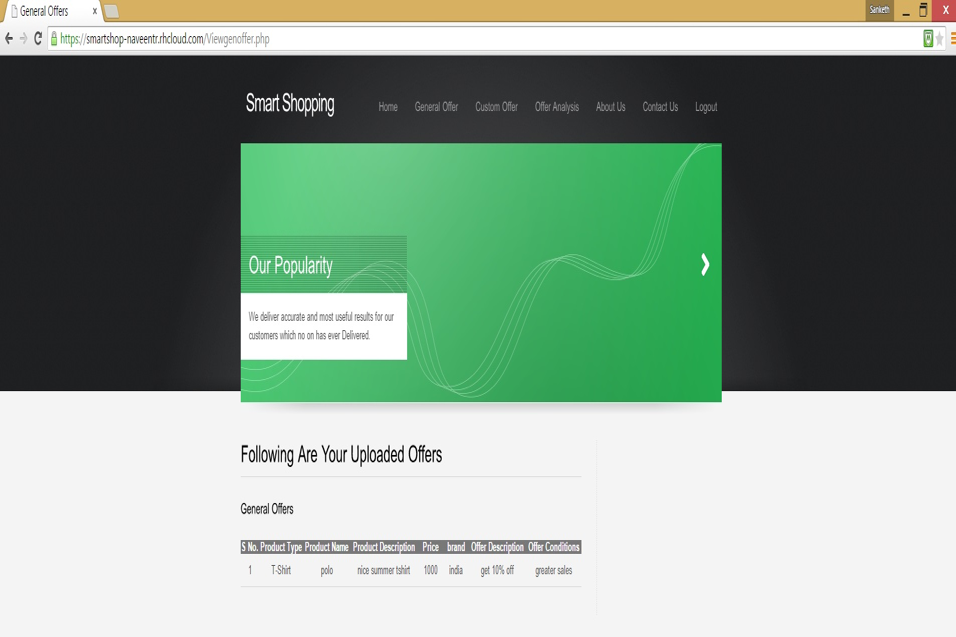 General Offers x
Sanketh
https://smartshop-naveentr.rhcloud.com/Viewgenoffer.php
Smart Shopping
Home General Offer Custom Offer Offer Analysis About Us Contact Us Logout
Our Popularity
We deliver accurate and most useful results for our
customers which no on has ever Delivered.
Following Are Your Uploaded Offers
General Offers
S No. Product Type Product Name Product Description Price brand Offer Description Offer Conditions
1 T-Shirt polo nice summer tshirt 1000 india get 10% off greater sales